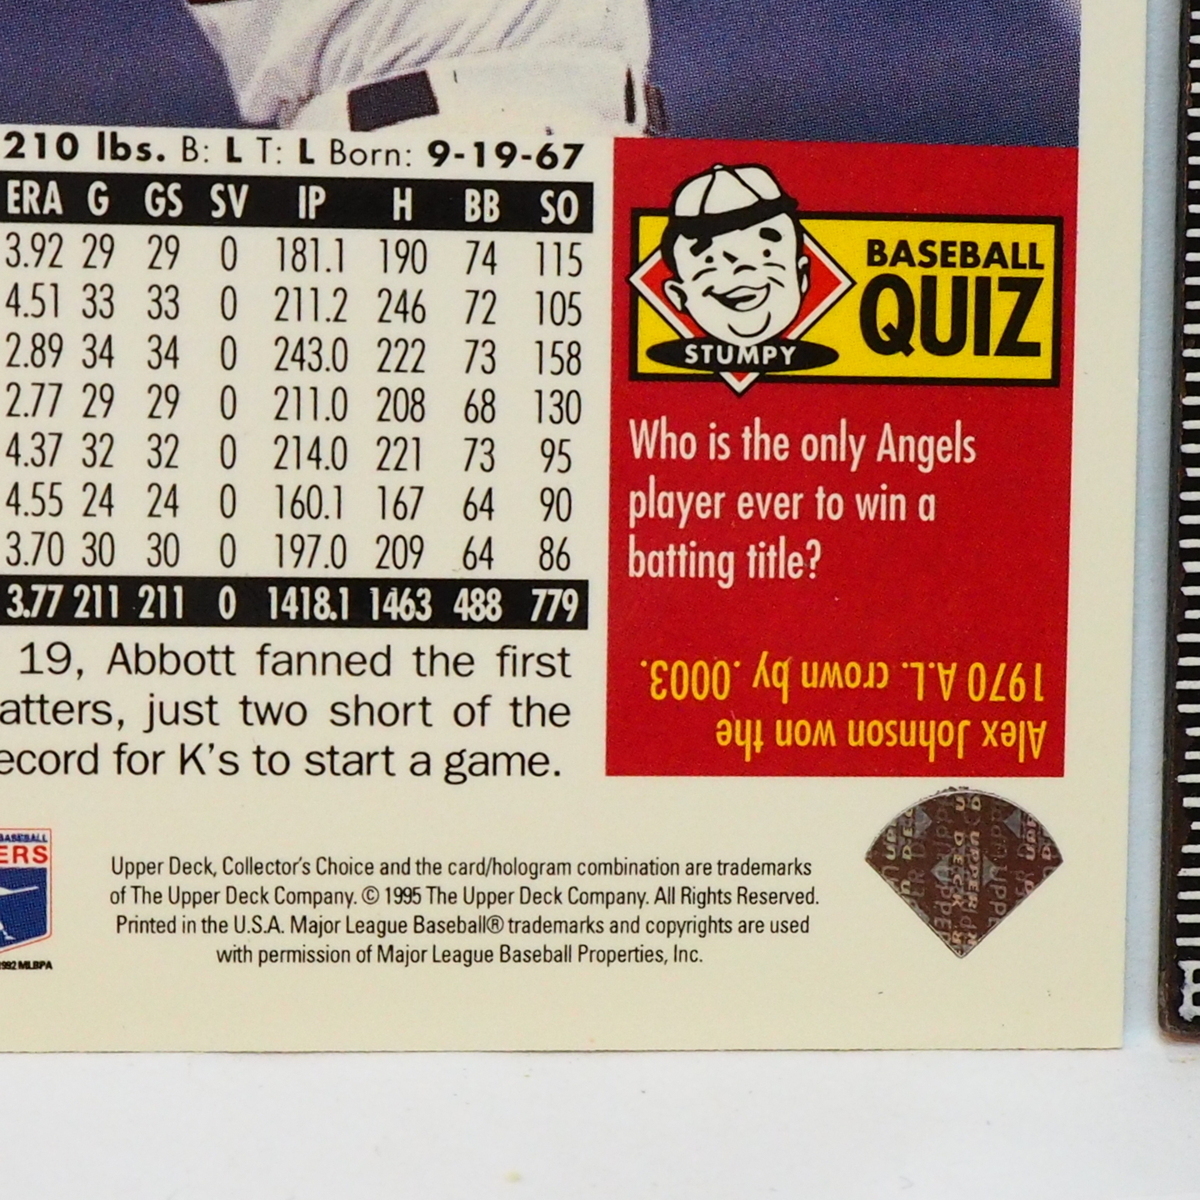 210 lbs. B: L T: L Born: 9-19-67
ERA G GS SV IP H BB SO
3.92 29 29 0 181.1 190 74 115
4.51 33 33 0 211.2 246 72 105
2.89 34 34 0 243.0 222 73 158
2.77 29 29 0 211.0 208 68 130
4.37 32 32 0 214.0 221 73 95
4.55 24 24 0 160.1 167 64 90
3.70 30 30 0 197.0 209 64 86
3.77 211 211 0 1418.1 1463 488 779
19, Abbott fanned the first
atters, just two short of the
ecord for K's to start a game.
BASEBALL
QUIZ
STUMPY
Who is the only Angels
player ever to win a
batting title?
Alex Johnson won the
1970 A.L. crown by .0003.
BASEBALL
ERS
1992 MLBPA
Upper Deck, Collector's Choice and the card/hologram combination are trademarks
of The Upper Deck Company. © 1995 The Upper Deck Company. All Rights Reserved.
Printed in the U.S.A. Major League Baseball® trademarks and copyrights are used
with permission of Major League Baseball Properties, Inc.
UPPER
DECK